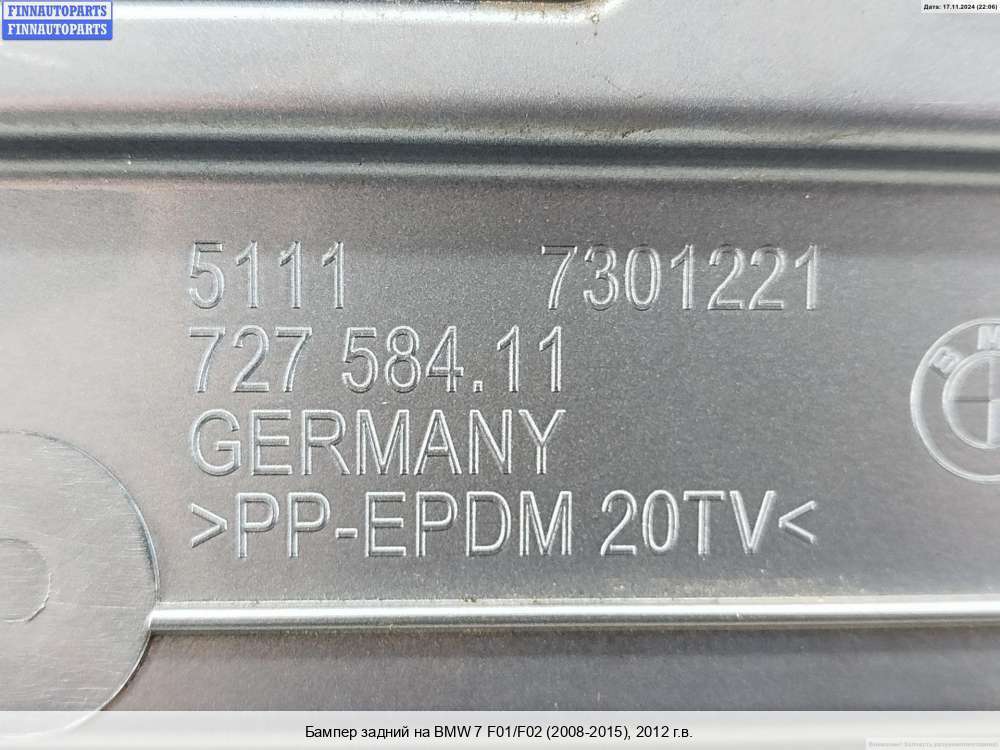 FINNAUTOPARTS
FINNAUTOPARTS
Дата: 17.11.2024 (22:06)
5111 7301221
727 584.11
GERMANY
>PP-EPDM 20TV<
BM
Бампер задний на BMW 7 F01/F02 (2008-2015), 2012 г.в.